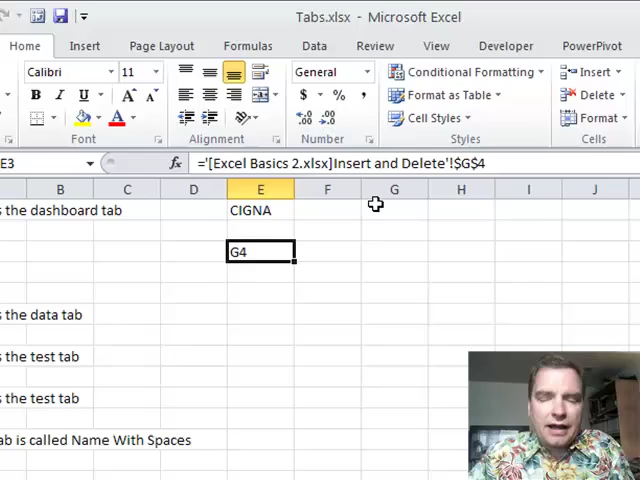 Tabs.xlsx - Microsoft Excel
Home Insert Page Layout Formulas Data Review View Developer PowerPivot
Calibri 11 General Conditional Formatting Insert
B I U A A $ % , Format as Table Delete
A Cell Styles Format
Font Alignment Number Styles Cells
E3 fx ='[Excel Basics 2.xlsx]Insert and Delete'!$G$4
B C D E F G H I J
s the dashboard tab CIGNA
G4
s the data tab
s the test tab
s the test tab
ab is called Name With Spaces